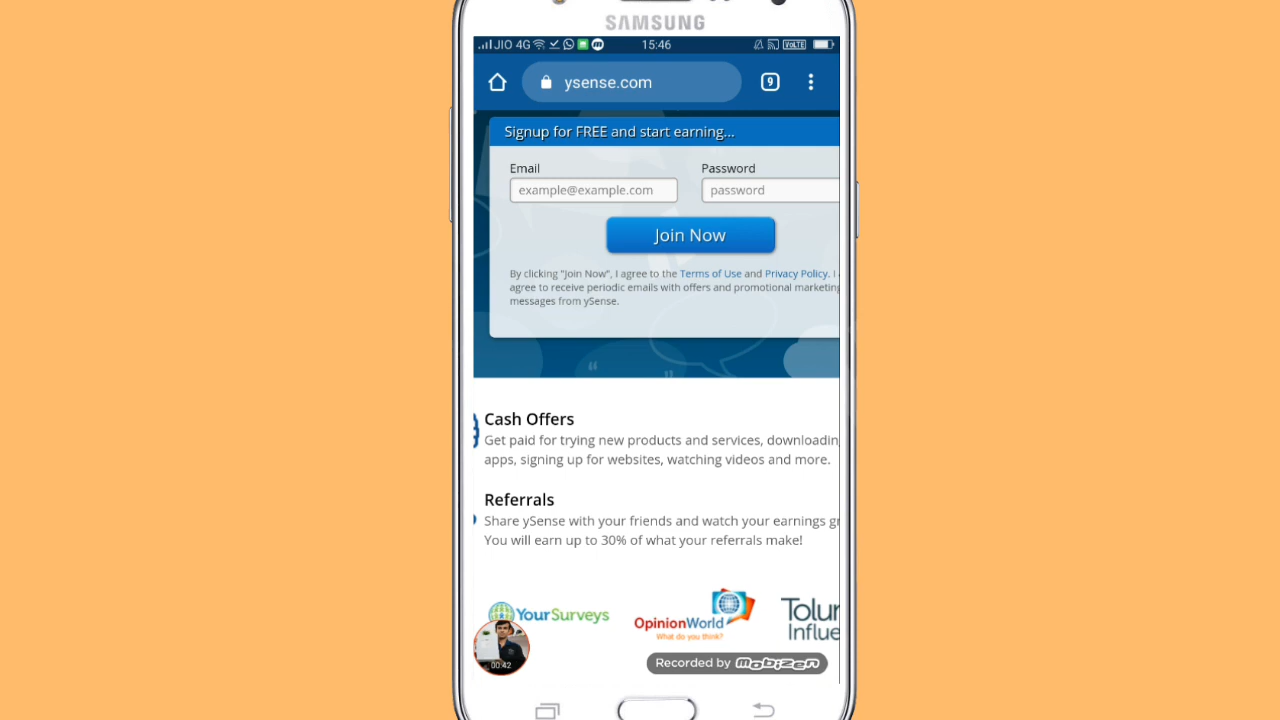 SAMSUNG
JIO 4G 15:46 VoLTE
ysense.com 9
Signup for FREE and start earning...
Email Password
example@example.com password
Join Now
By clicking "Join Now", I agree to the Terms of Use and Privacy Policy. I
agree to receive periodic emails with offers and promotional marketing
messages from ySense.
Cash Offers
Get paid for trying new products and services, downloadin
apps, signing up for websites, watching videos and more.
Referrals
Share ySense with your friends and watch your earnings gr
You will earn up to 30% of what your referrals make!
YourSurveys
OpinionWorld
What do you think?
Tolun
Influe
00:42
Recorded by mobizen